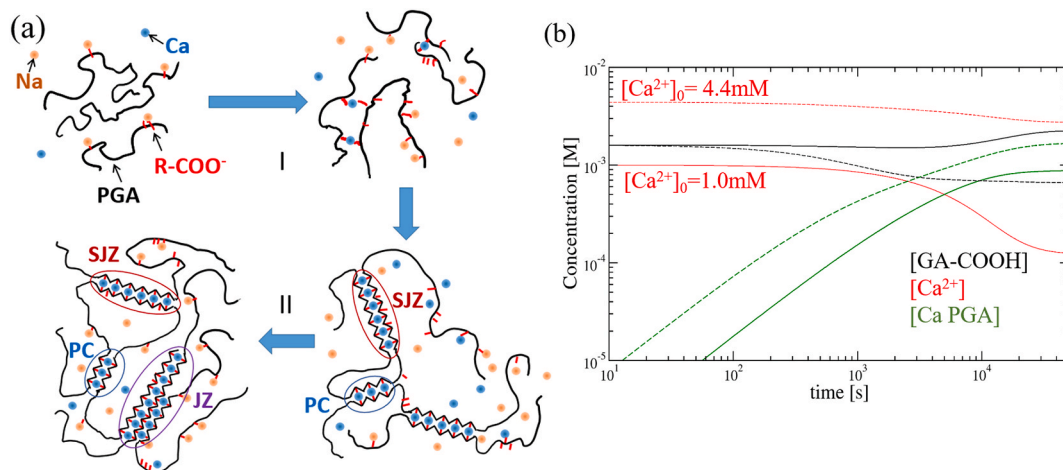 (a)
Ca
Na
R-COO⁻
PGA
I
SJZ
PC
JZ
II
SJZ
PC
(b)
[Ca²⁺]₀= 4.4mM
[Ca²⁺]₀=1.0mM
[GA-COOH]
[Ca²⁺]
[Ca PGA]
Concentration [M]
10⁻²
10⁻³
10⁻⁴
10⁻⁵
10¹
10²
10³
10⁴
time [s]